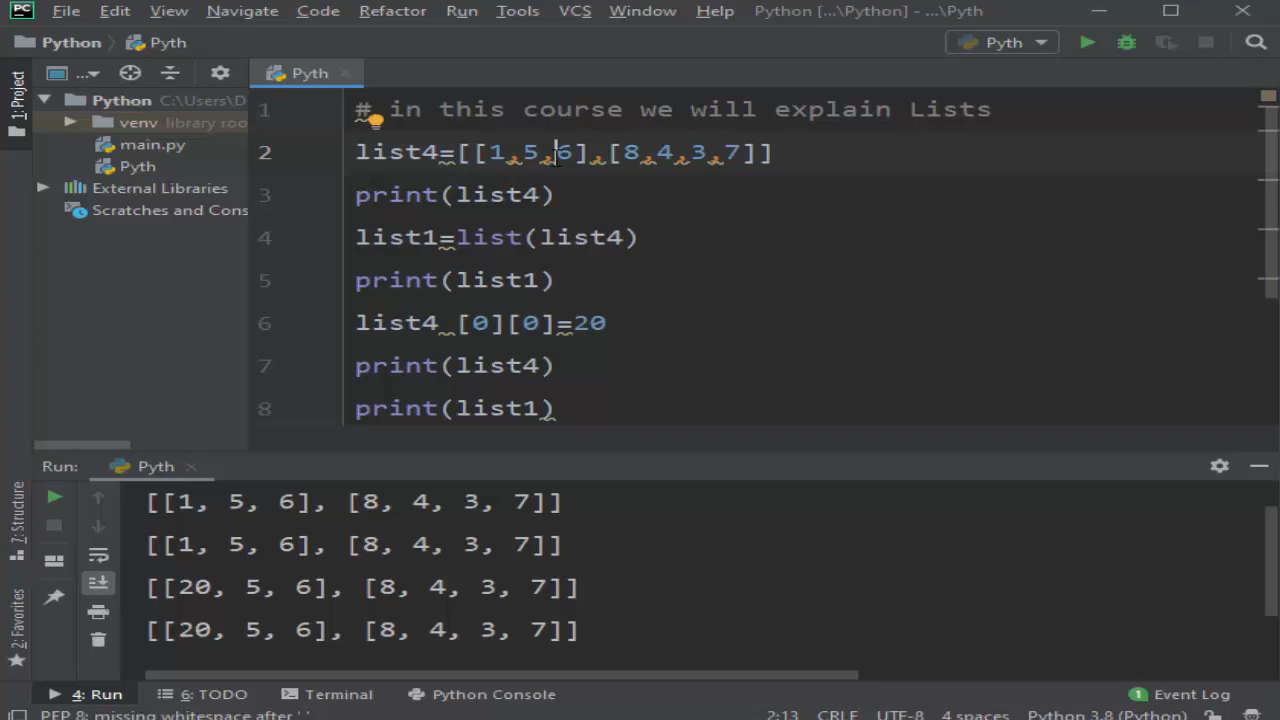 PC File Edit View Navigate Code Refactor Run Tools VCS Window Help Python [...\Python] - ...\Pyth
Python Pyth Pyth
1: Project
... Pyth
Python C:\Users\D
venv library roo
main.py
Pyth
External Libraries
Scratches and Cons
1 # in this course we will explain Lists
2 list4=[[1,5,6],[8,4,3,7]]
3 print(list4)
4 list1=list(list4)
5 print(list1)
6 list4 [0][0]=20
7 print(list4)
8 print(list1)
Run: Pyth
[[1, 5, 6], [8, 4, 3, 7]]
[[1, 5, 6], [8, 4, 3, 7]]
[[20, 5, 6], [8, 4, 3, 7]]
[[20, 5, 6], [8, 4, 3, 7]]
7: Structure
2: Favorites
4: Run 6: TODO Terminal Python Console 1 Event Log
PEP 8: missing whitespace after ',' 2:13 CRLF UTF-8 4 spaces Python 3.8 (Python)